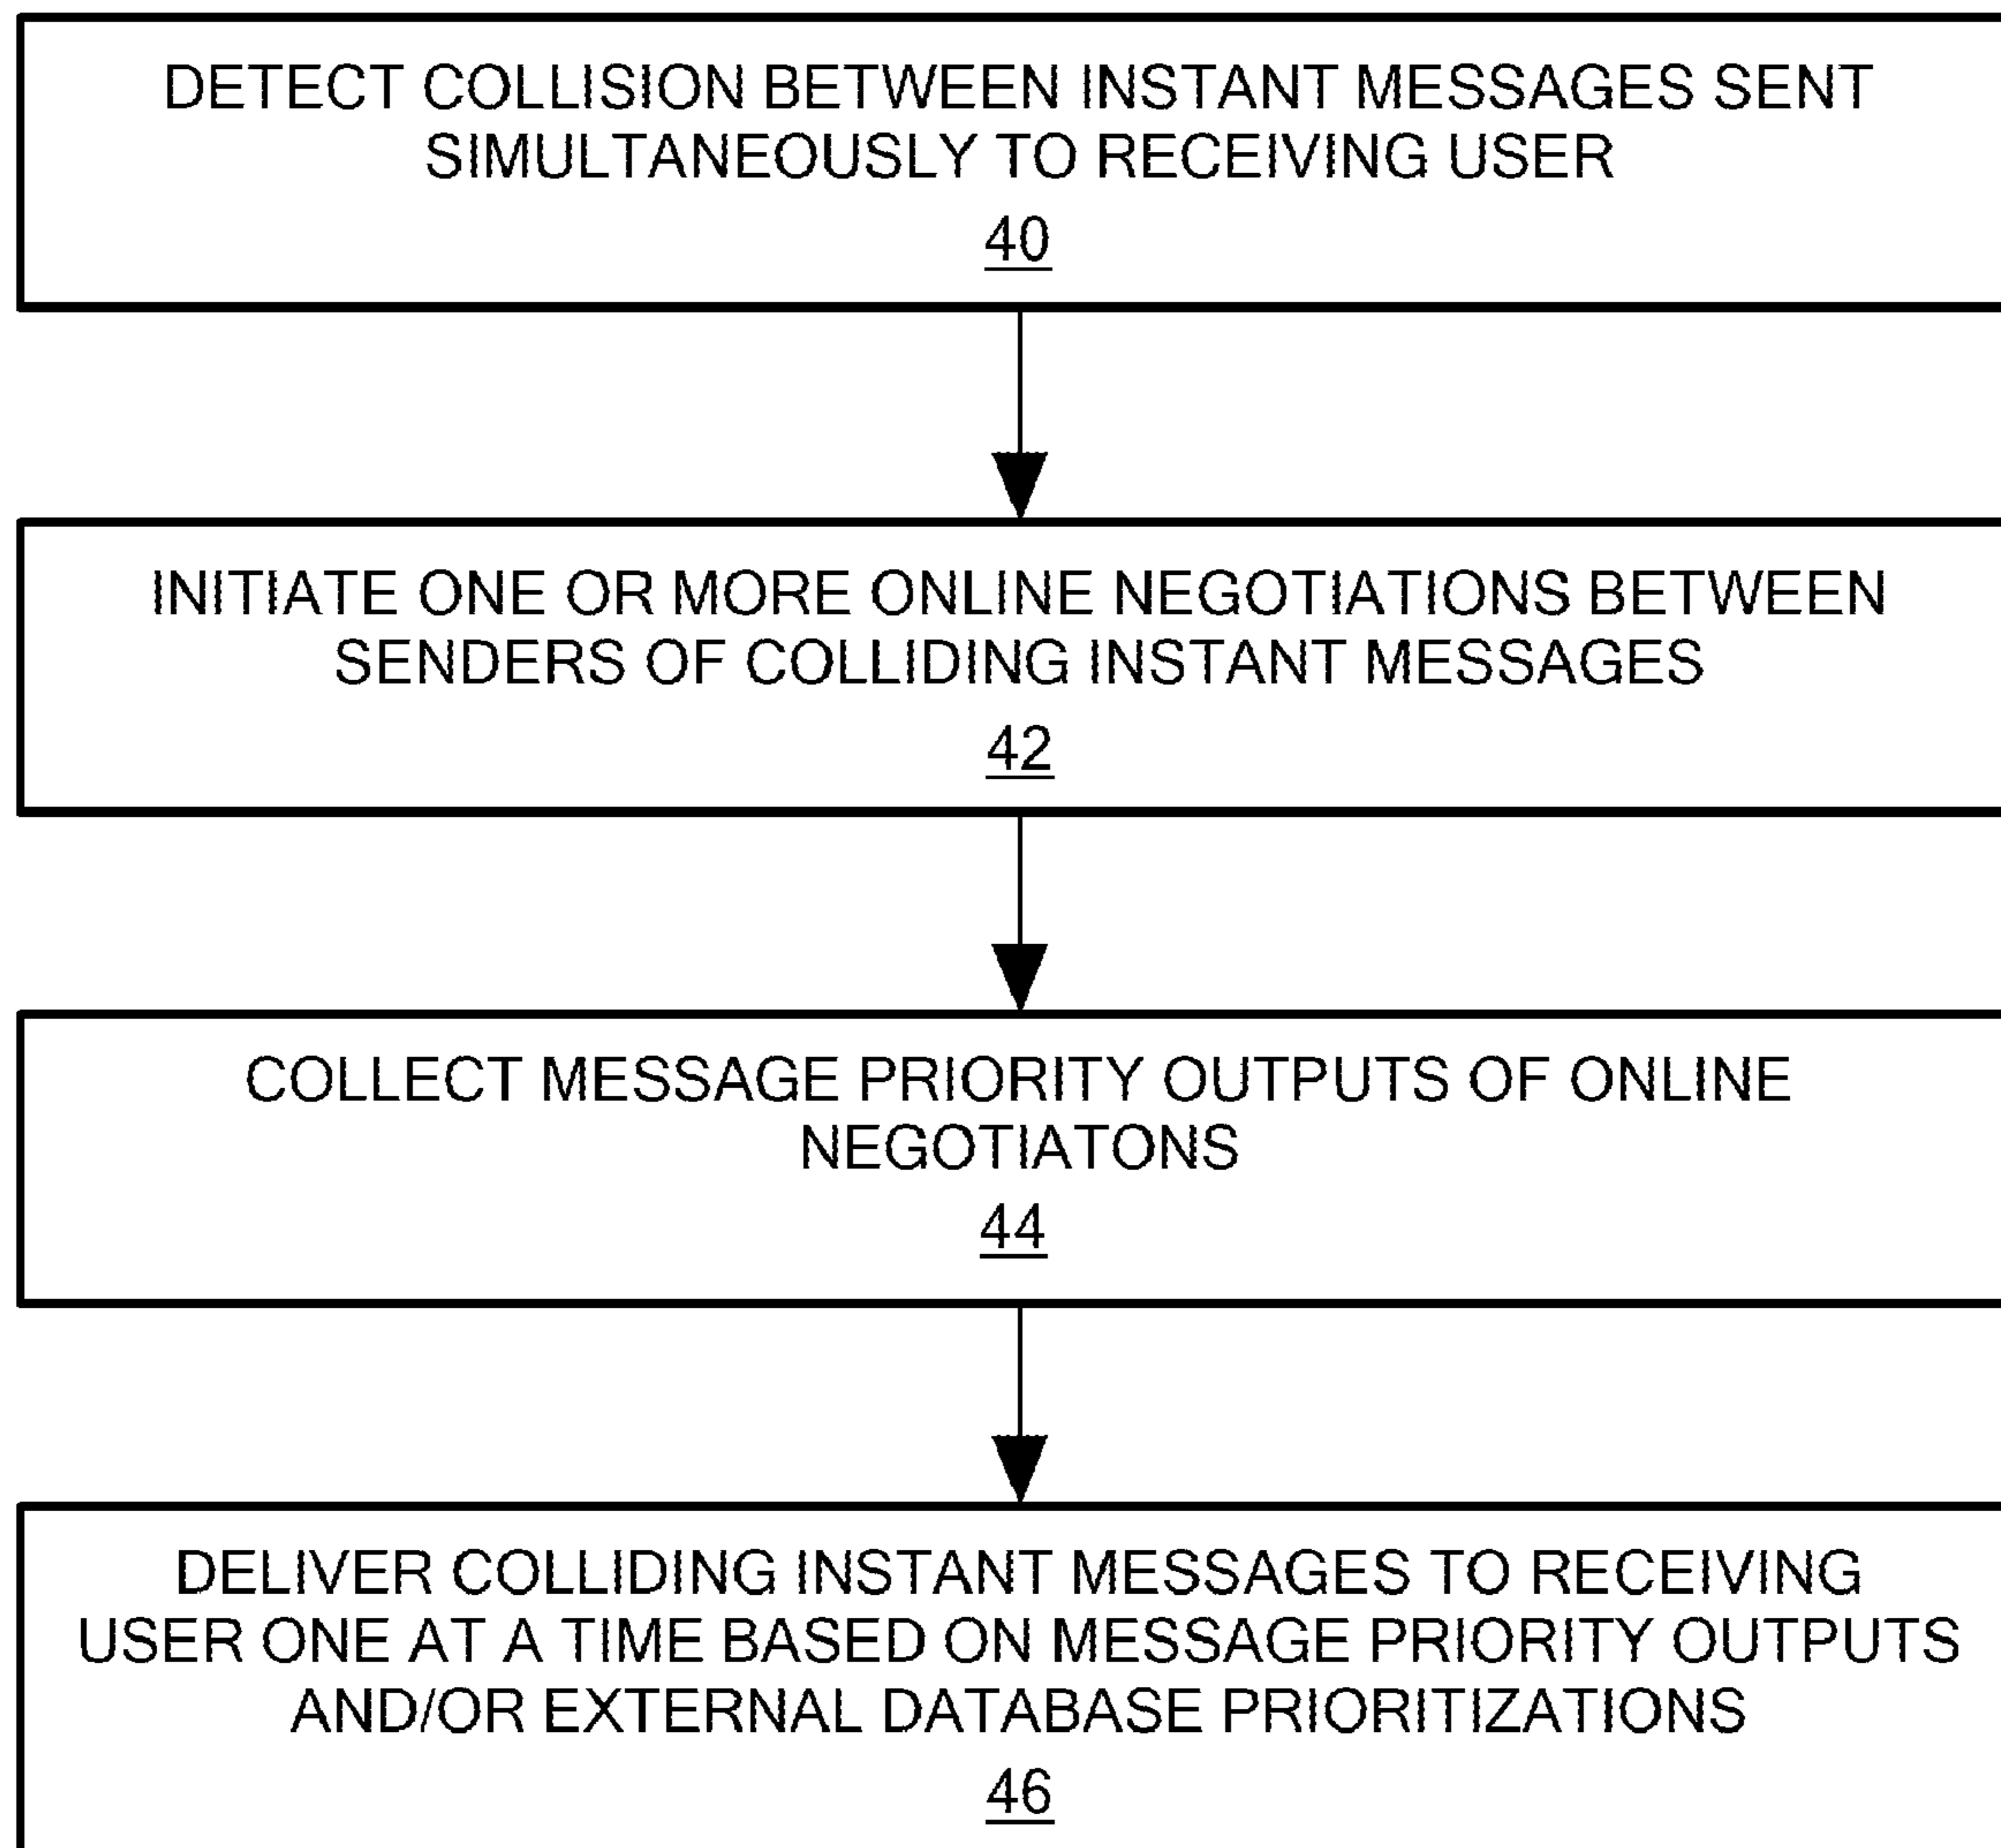 DETECT COLLISION BETWEEN INSTANT MESSAGES SENT
SIMULTANEOUSLY TO RECEIVING USER
40
INITIATE ONE OR MORE ONLINE NEGOTIATIONS BETWEEN
SENDERS OF COLLIDING INSTANT MESSAGES
42
COLLECT MESSAGE PRIORITY OUTPUTS OF ONLINE
NEGOTIATONS
44
DELIVER COLLIDING INSTANT MESSAGES TO RECEIVING
USER ONE AT A TIME BASED ON MESSAGE PRIORITY OUTPUTS
AND/OR EXTERNAL DATABASE PRIORITIZATIONS
46